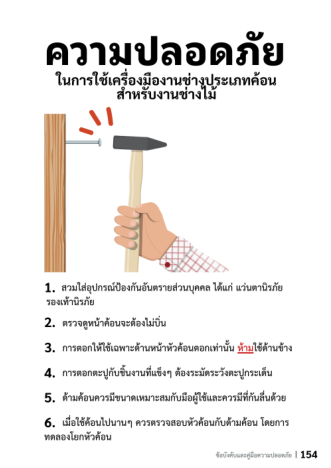 ความปลอดภัย
ในการใช้เครื่องมืองานช่างประเภทค้อน
สำหรับงานช่างไม้
1. สวมใส่อุปกรณ์ป้องกันอันตรายส่วนบุคคล ได้แก่ แว่นตานิรภัย
รองเท้านิรภัย
2. ตรวจดูหน้าค้อนจะต้องไม่บิ่น
3. การตอกให้ใช้เฉพาะด้านหน้าหัวค้อนตอกเท่านั้น ห้ามใช้ด้านข้าง
4. การตอกตะปูกับชิ้นงานที่แข็งๆ ต้องระมัดระวังตะปูกระเด็น
5. ด้ามค้อนควรมีขนาดเหมาะสมกับมือผู้ใช้และควรมีที่กันลื่นด้วย
6. เมื่อใช้ค้อนไปนานๆ ควรตรวจสอบหัวค้อนกับด้ามค้อน โดยการ
ทดลองโยกหัวค้อน
ข้อบังคับและคู่มือความปลอดภัย | 154